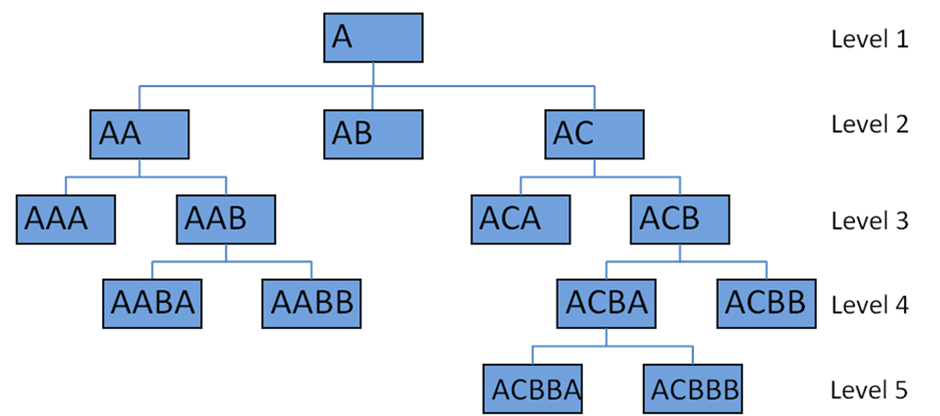 A Level 1
AA AB AC Level 2
AAA AAB ACA ACB Level 3
AABA AABB ACBA ACBB Level 4
ACBBA ACBBB Level 5